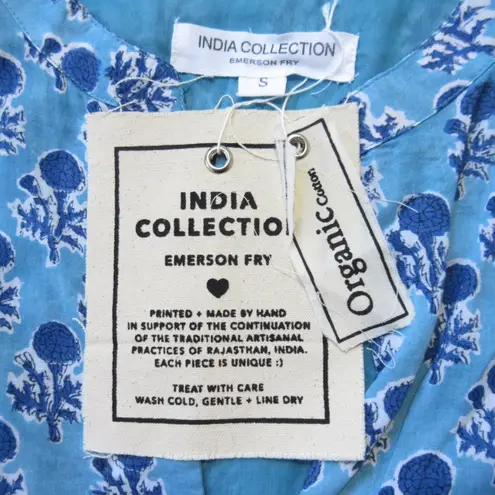 INDIA COLLECTION
EMERSON FRY
S
INDIA
COLLECTION
EMERSON FRY
PRINTED + MADE BY HAND
IN SUPPORT OF THE CONTINUATION
OF THE TRADITIONAL ARTISANAL
PRACTICES OF RAJASTHAN, INDIA.
EACH PIECE IS UNIQUE :)
TREAT WITH CARE
WASH COLD, GENTLE + LINE DRY
Organic Cotton